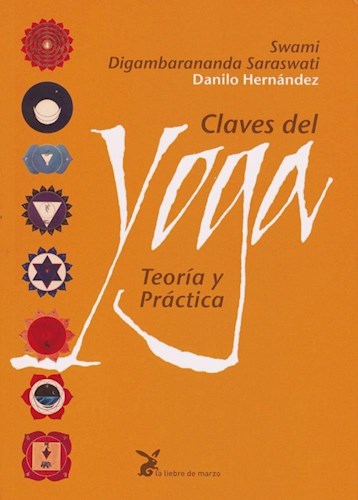 Swami
Digambarananda Saraswati
Danilo Hernández
Claves del
Yoga
Teoría y
Práctica
la liebre de marzo